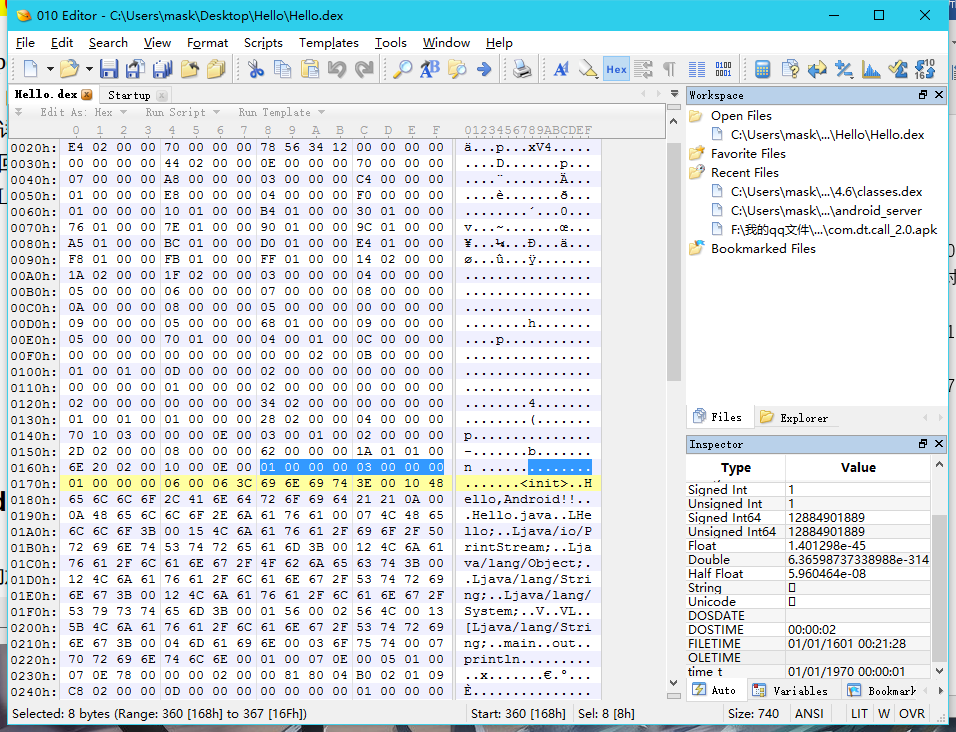 010 Editor - C:\Users\mask\Desktop\Hello\Hello.dex
File Edit Search View Format Scripts Templates Tools Window Help
Hello.dex Startup
Edit As: Hex Run Script Run Template
0 1 2 3 4 5 6 7 8 9 A B C D E F 0123456789ABCDEF
0020h: E4 02 00 00 70 00 00 00 78 56 34 12 00 00 00 00 ä...p...xV4.....
0030h: 00 00 00 00 44 02 00 00 0E 00 00 00 70 00 00 00 ....D.......p...
0040h: 07 00 00 00 A8 00 00 00 03 00 00 00 C4 00 00 00 ....¨.......Ä...
0050h: 01 00 00 00 E8 00 00 00 04 00 00 00 F0 00 00 00 ....è.......ð...
0060h: 01 00 00 00 10 01 00 00 B4 01 00 00 30 01 00 00 ........´...0...
0070h: 76 01 00 00 7E 01 00 00 90 01 00 00 9C 01 00 00 v...~.......œ...
0080h: A5 01 00 00 BC 01 00 00 D0 01 00 00 E4 01 00 00 ¥...¼...Ð...ä...
0090h: F8 01 00 00 FB 01 00 00 FF 01 00 00 14 02 00 00 ø...û...ÿ.......
00A0h: 1A 02 00 00 1F 02 00 00 03 00 00 00 04 00 00 00 ................
00B0h: 05 00 00 00 06 00 00 00 07 00 00 00 08 00 00 00 ................
00C0h: 0A 00 00 00 08 00 00 00 05 00 00 00 00 00 00 00 ................
00D0h: 09 00 00 00 05 00 00 00 68 01 00 00 09 00 00 00 ........h.......
00E0h: 05 00 00 00 70 01 00 00 04 00 01 00 0C 00 00 00 ....p...........
00F0h: 00 00 00 00 00 00 00 00 00 00 02 00 0B 00 00 00 ................
0100h: 01 00 01 00 0D 00 00 00 02 00 00 00 00 00 00 00 ................
0110h: 00 00 00 00 01 00 00 00 02 00 00 00 00 00 00 00 ................
0120h: 02 00 00 00 00 00 00 00 34 02 00 00 00 00 00 00 ........4.......
0130h: 01 00 01 00 01 00 00 00 28 02 00 00 04 00 00 00 ........(.......
0140h: 70 10 03 00 00 00 0E 00 03 00 01 00 02 00 00 00 p...............
0150h: 2D 02 00 00 08 00 00 00 62 00 00 00 1A 01 01 00 -.......b.......
0160h: 6E 20 02 00 10 00 0E 00 01 00 00 00 03 00 00 00 n ..............
0170h: 01 00 00 00 06 00 06 3C 69 6E 69 74 3E 00 10 48 .......<init>..H
0180h: 65 6C 6C 6F 2C 41 6E 64 72 6F 69 64 21 21 0A 00 ello,Android!!..
0190h: 0A 48 65 6C 6C 6F 2E 6A 61 76 61 00 07 4C 48 65 .Hello.java..LHe
01A0h: 6C 6C 6F 3B 00 15 4C 6A 61 76 61 2F 69 6F 2F 50 llo;..Ljava/io/P
01B0h: 72 69 6E 74 53 74 72 65 61 6D 3B 00 12 4C 6A 61 rintStream;..Lja
01C0h: 76 61 2F 6C 61 6E 67 2F 4F 62 6A 65 63 74 3B 00 va/lang/Object;.
01D0h: 12 4C 6A 61 76 61 2F 6C 61 6E 67 2F 53 74 72 69 .Ljava/lang/Stri
01E0h: 6E 67 3B 00 12 4C 6A 61 76 61 2F 6C 61 6E 67 2F ng;..Ljava/lang/
01F0h: 53 79 73 74 65 6D 3B 00 01 56 00 02 56 4C 00 13 System;..V..VL..
0200h: 5B 4C 6A 61 76 61 2F 6C 61 6E 67 2F 53 74 72 69 [Ljava/lang/Stri
0210h: 6E 67 3B 00 04 6D 61 69 6E 00 03 6F 75 74 00 07 ng;..main..out..
0220h: 70 72 69 6E 74 6C 6E 00 01 00 07 0E 00 05 01 00 println.........
0230h: 07 0E 78 00 00 00 02 00 00 81 80 04 B0 02 01 09 ..x.......€.°...
0240h: C8 02 00 00 0D 00 00 00 00 00 00 00 01 00 00 00 È...............
Workspace
Open Files
C:\Users\mask\...\Hello\Hello.dex
Favorite Files
Recent Files
C:\Users\mask\...\4.6\classes.dex
C:\Users\mask\...\android_server
F:\我的qq文件\...\com.dt.call_2.0.apk
Bookmarked Files
Files Explorer
Inspector
Type Value
Signed Int 1
Unsigned Int 1
Signed Int64 12884901889
Unsigned Int64 12884901889
Float 1.401298e-45
Double 6.36598737338988e-314
Half Float 5.960464e-08
String
Unicode
DOSDATE
DOSTIME 00:00:02
FILETIME 01/01/1601 00:21:28
OLETIME
time_t 01/01/1970 00:00:01
Auto Variables Bookmark
Selected: 8 bytes (Range: 360 [168h] to 367 [16Fh]) Start: 360 [168h] Sel: 8 [8h] Size: 740 ANSI LIT W OVR